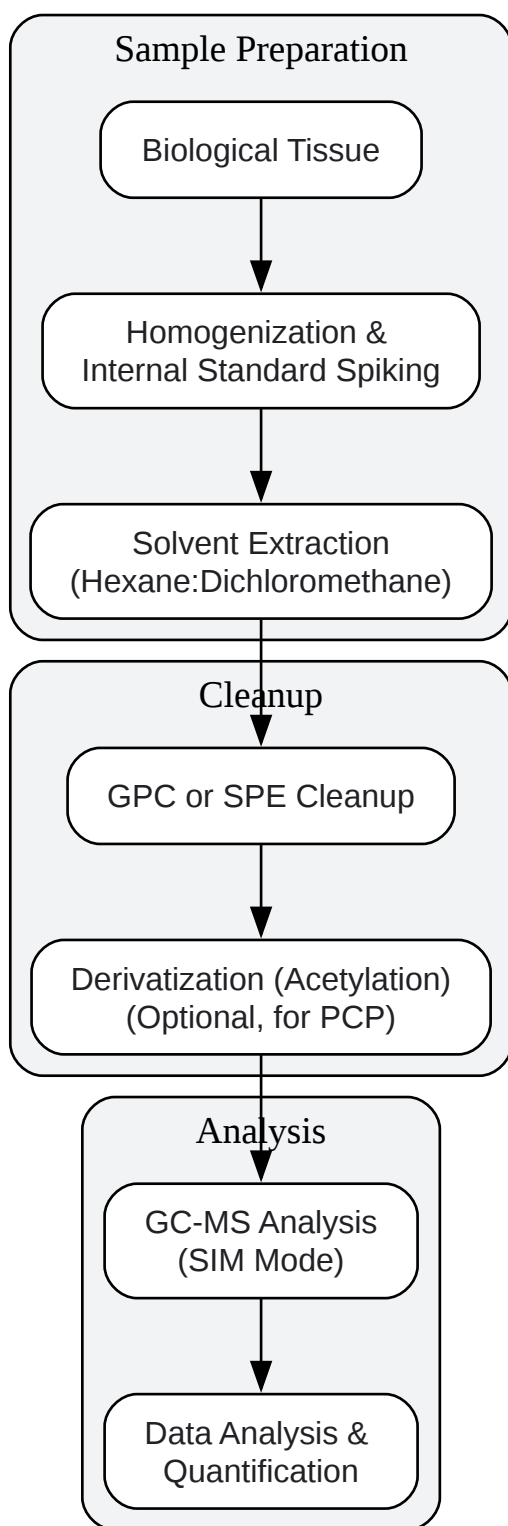 Sample Preparation
Biological Tissue
Homogenization &
Internal Standard Spiking
Solvent Extraction
(Hexane:Dichloromethane)
Cleanup
GPC or SPE Cleanup
Derivatization (Acetylation)
(Optional, for PCP)
Analysis
GC-MS Analysis
(SIM Mode)
Data Analysis &
Quantification